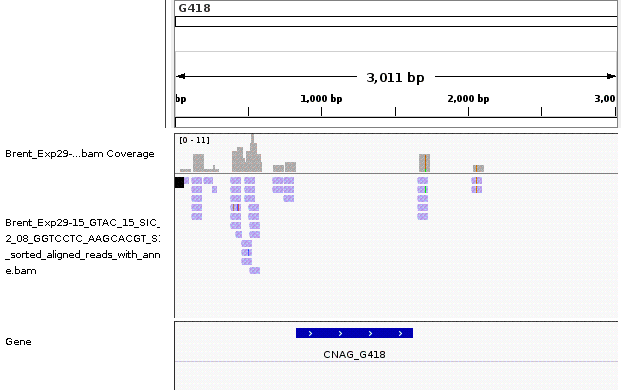 G418
3,011 bp
bp 1,000 bp 2,000 bp 3,00
[0 - 11]
Brent_Exp29-...bam Coverage
Brent_Exp29-15_GTAC_15_SIC_
2_08_GGTCCTC_AAGCACGT_S1
_sorted_aligned_reads_with_ann
e.bam
Gene
CNAG_G418